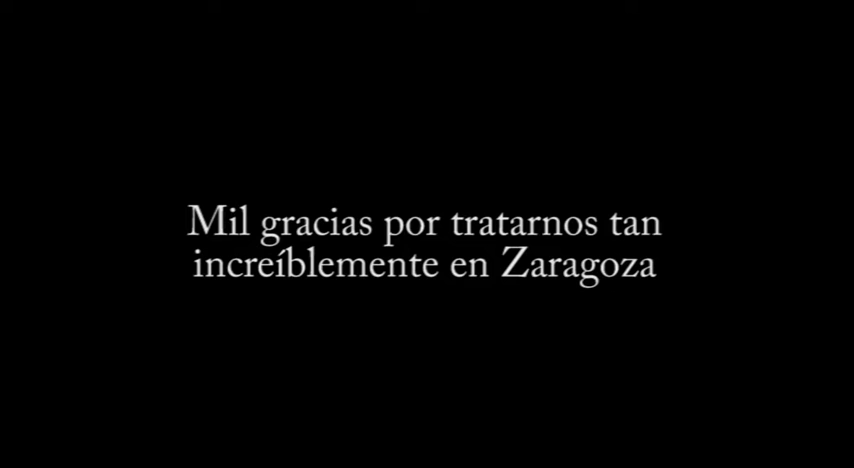 Mil gracias por tratarnos tan
increíblemente en Zaragoza